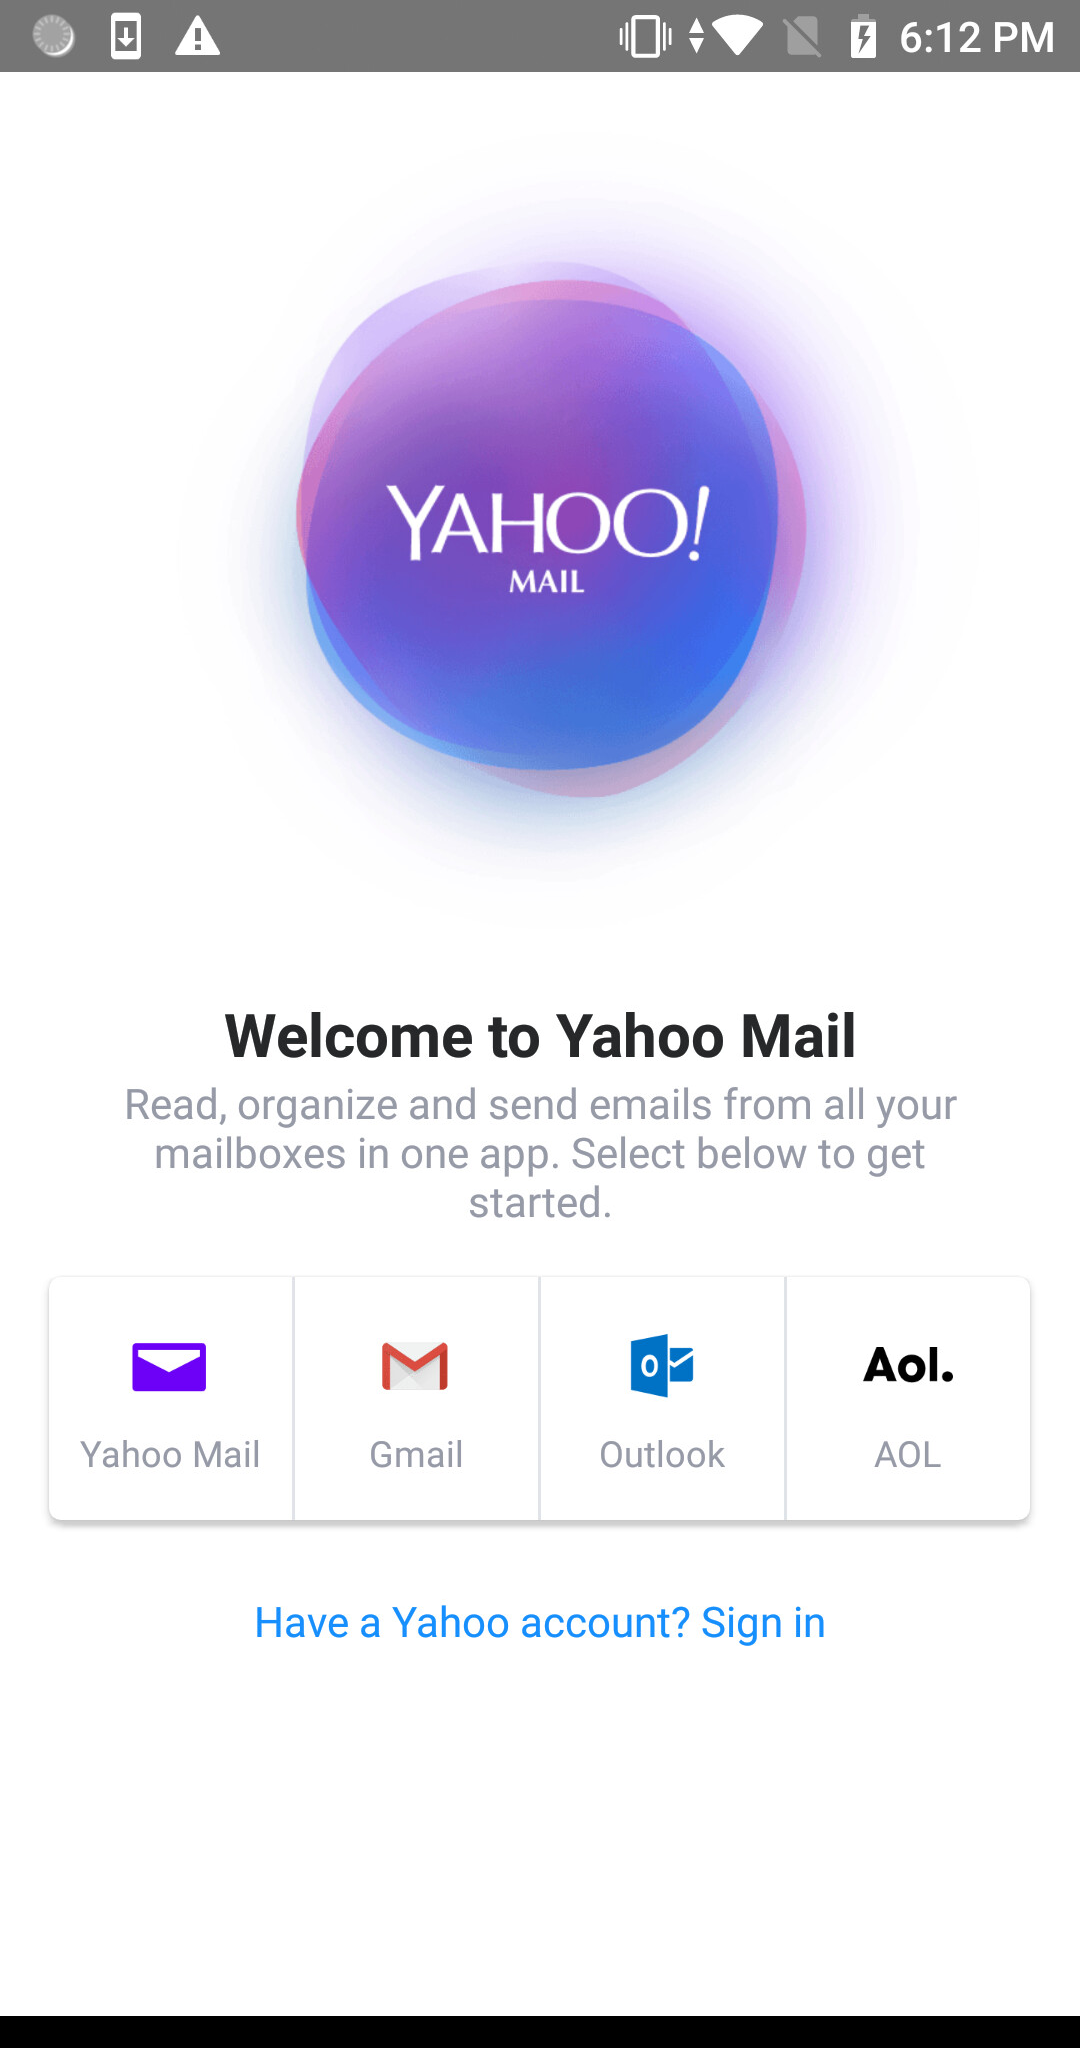 6:12 PM
YAHOO!
MAIL
Welcome to Yahoo Mail
Read, organize and send emails from all your
mailboxes in one app. Select below to get
started.
O
Aol.
Yahoo Mail
Gmail
Outlook
AOL
Have a Yahoo account? Sign in